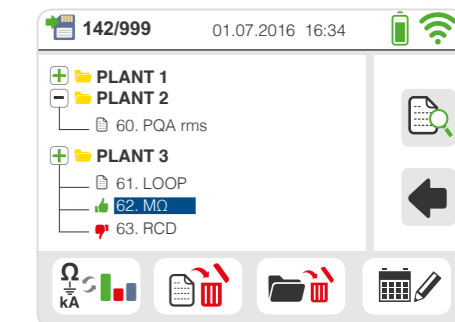 142/999 01.07.2016 16:34
PLANT 1
PLANT 2
60. PQA rms
PLANT 3
61. LOOP
62. MΩ
63. RCD
Ω
kA